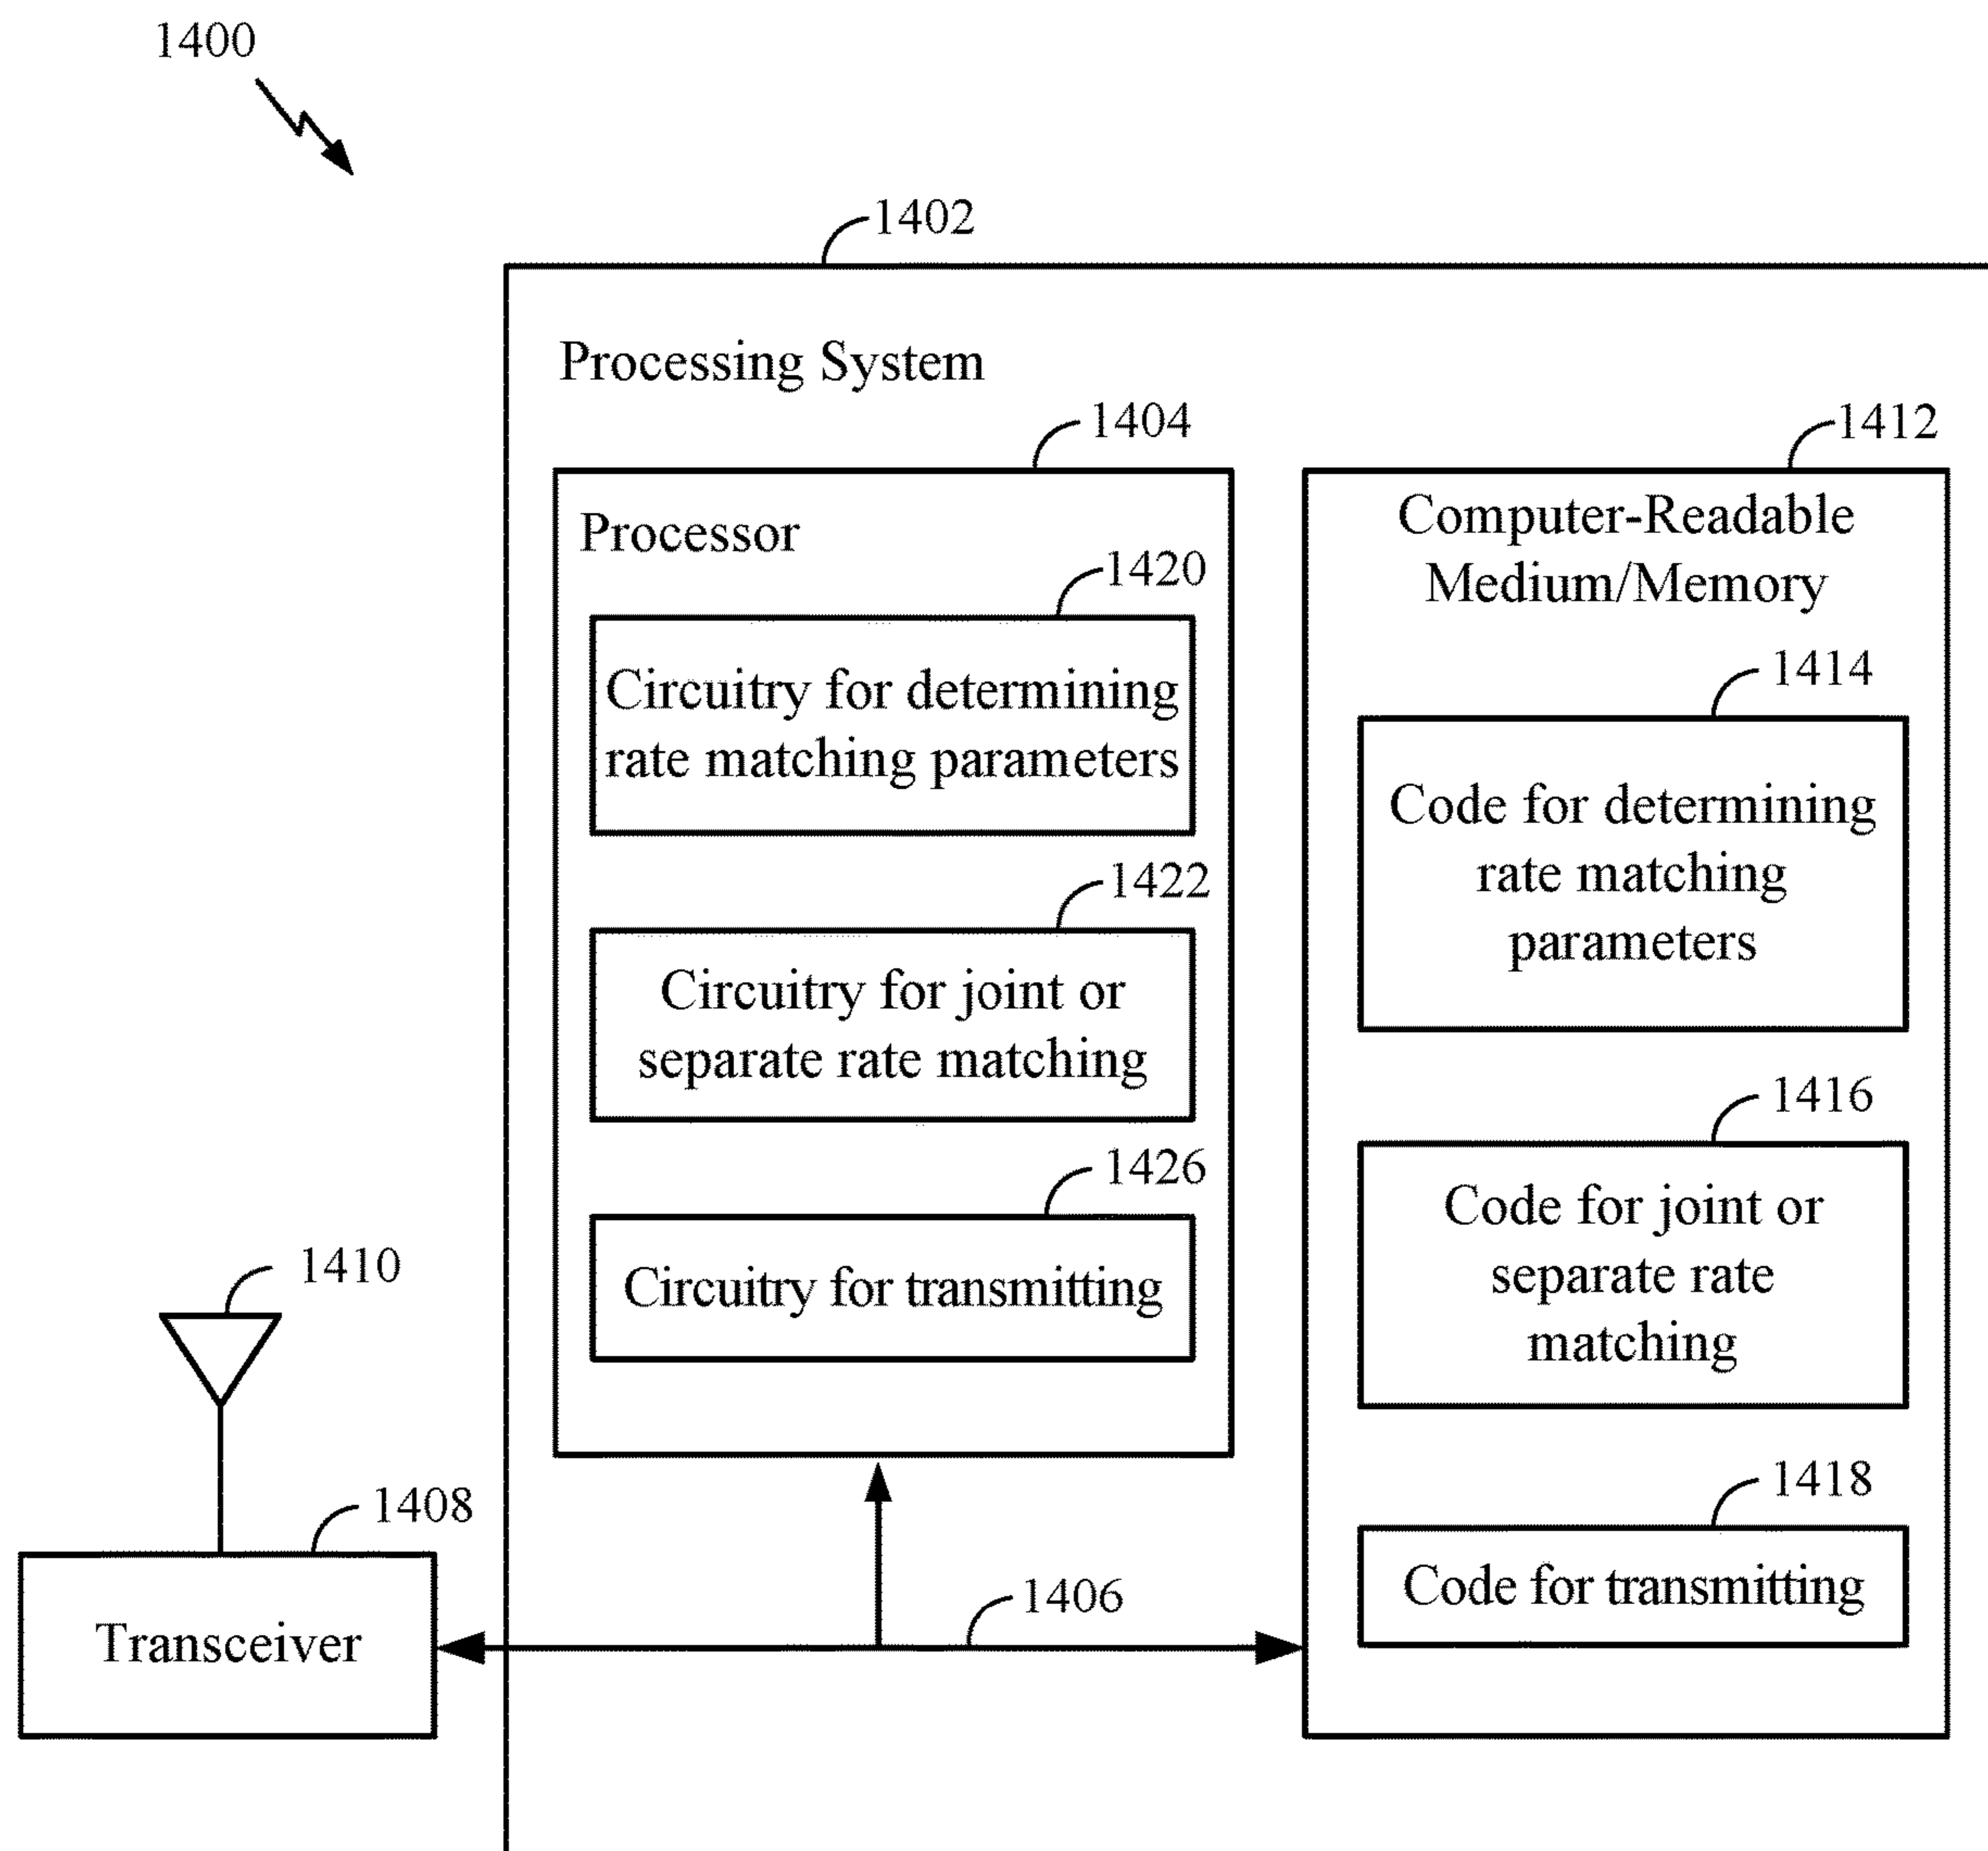 1400
1402
Processing System
1404
1412
Processor
Computer-Readable
Medium/Memory
1420
Circuitry for determining
rate matching parameters
1414
Code for determining
rate matching
parameters
1422
Circuitry for joint or
separate rate matching
1416
Code for joint or
separate rate
matching
1426
Circuitry for transmitting
1410
1418
Code for transmitting
1408
Transceiver
1406